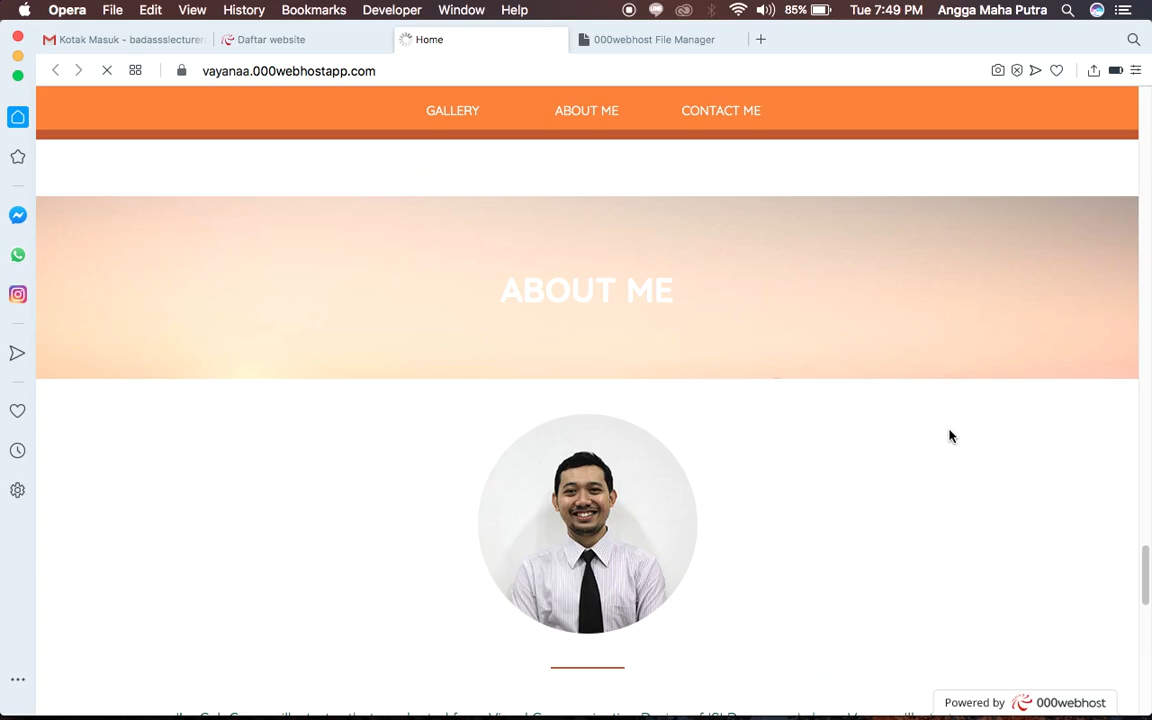 Opera File Edit View History Bookmarks Developer Window Help 85% Tue 7:49 PM Angga Maha Putra
Kotak Masuk - badassslecturer Daftar website Home 000webhost File Manager
vayanaa.000webhostapp.com
GALLERY ABOUT ME CONTACT ME
ABOUT ME
Powered by 000webhost